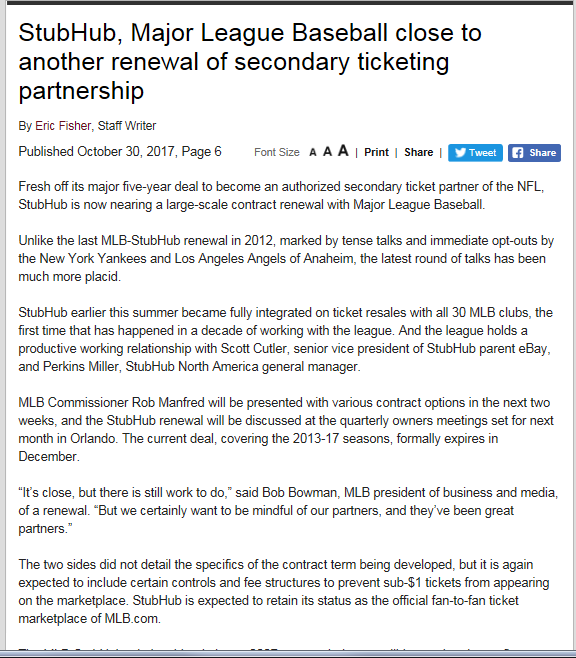 StubHub, Major League Baseball close to
another renewal of secondary ticketing
partnership
By Eric Fisher, Staff Writer
Published October 30, 2017, Page 6 Font Size A A A | Print | Share | Tweet Share
Fresh off its major five-year deal to become an authorized secondary ticket partner of the NFL,
StubHub is now nearing a large-scale contract renewal with Major League Baseball.
Unlike the last MLB-StubHub renewal in 2012, marked by tense talks and immediate opt-outs by
the New York Yankees and Los Angeles Angels of Anaheim, the latest round of talks has been
much more placid.
StubHub earlier this summer became fully integrated on ticket resales with all 30 MLB clubs, the
first time that has happened in a decade of working with the league. And the league holds a
productive working relationship with Scott Cutler, senior vice president of StubHub parent eBay,
and Perkins Miller, StubHub North America general manager.
MLB Commissioner Rob Manfred will be presented with various contract options in the next two
weeks, and the StubHub renewal will be discussed at the quarterly owners meetings set for next
month in Orlando. The current deal, covering the 2013-17 seasons, formally expires in
December.
“It’s close, but there is still work to do,” said Bob Bowman, MLB president of business and media,
of a renewal. “But we certainly want to be mindful of our partners, and they’ve been great
partners.”
The two sides did not detail the specifics of the contract term being developed, but it is again
expected to include certain controls and fee structures to prevent sub-$1 tickets from appearing
on the marketplace. StubHub is expected to retain its status as the official fan-to-fan ticket
marketplace of MLB.com.